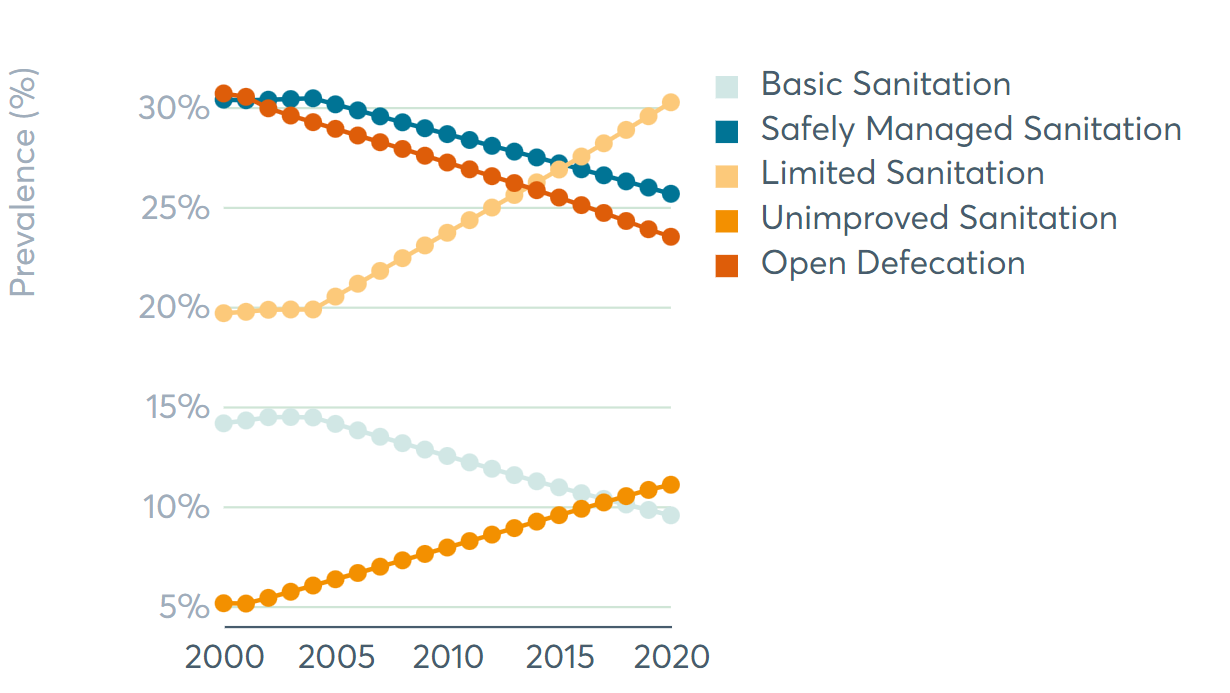 Prevalence (%)
30%
25%
20%
15%
10%
5%
2000 2005 2010 2015 2020
Basic Sanitation
Safely Managed Sanitation
Limited Sanitation
Unimproved Sanitation
Open Defecation